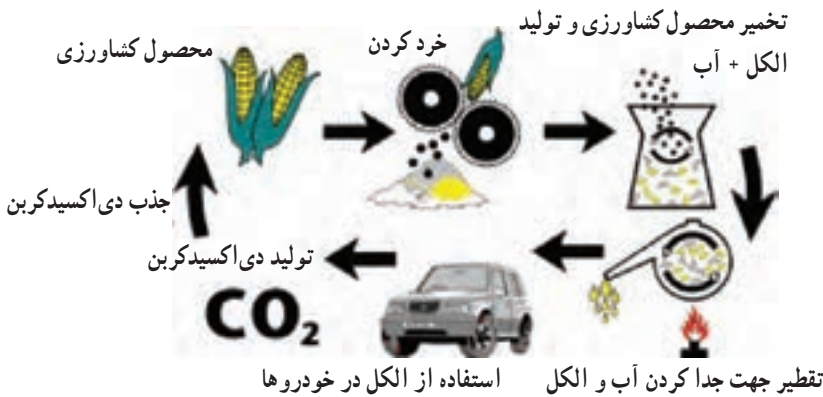 تخمیر محصول کشاورزی و تولید
الکل + آب
خرد کردن
محصول کشاورزی
جذب دی‌اکسیدکربن
تولید دی‌اکسیدکربن
CO₂
تقطیر جهت جدا کردن آب و الکل
استفاده از الکل در خودروها